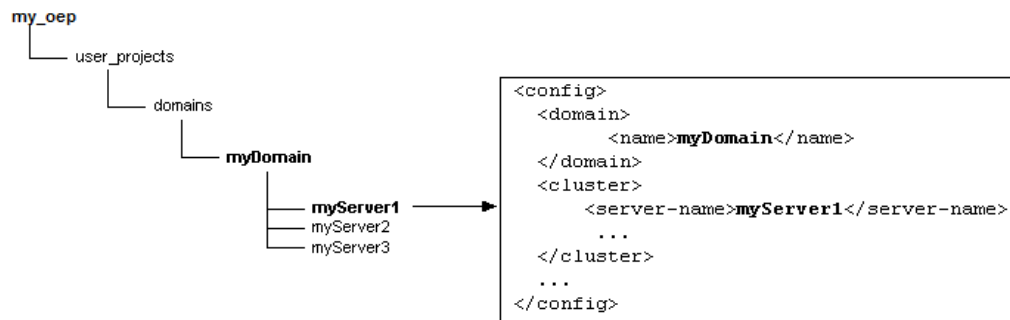 my_oep
user_projects
domains
myDomain
myServer1
myServer2
myServer3
<config>
<domain>
<name>myDomain</name>
</domain>
<cluster>
<server-name>myServer1</server-name>
...
</cluster>
...
</config>